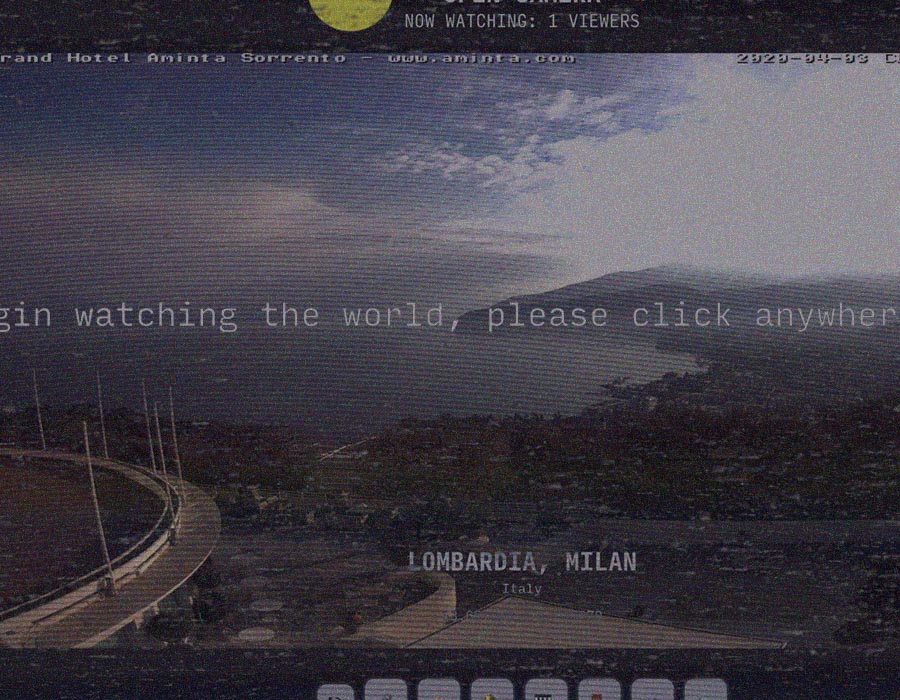 NOW WATCHING: 1 VIEWERS
rand Hotel Aminta Sorrento - www.aminta.com 2020-04-03 C
gin watching the world, please click anywher
LOMBARDIA, MILAN
Italy